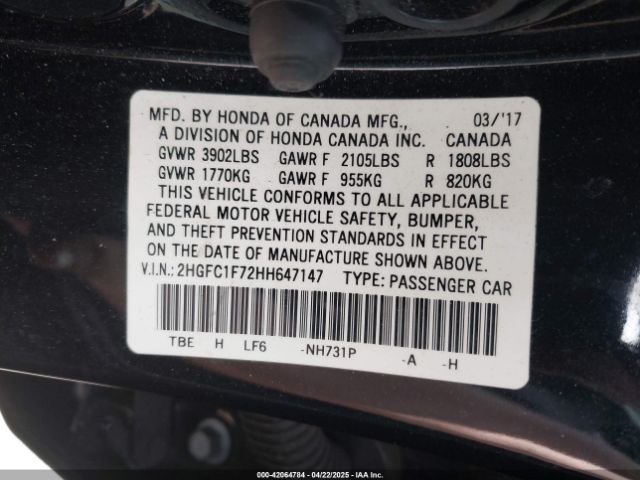 MFD. BY HONDA OF CANADA MFG., 03/'17
A DIVISION OF HONDA CANADA INC. CANADA
GVWR 3902LBS GAWR F 2105LBS R 1808LBS
GVWR 1770KG GAWR F 955KG R 820KG
THIS VEHICLE CONFORMS TO ALL APPLICABLE
FEDERAL MOTOR VEHICLE SAFETY, BUMPER,
AND THEFT PREVENTION STANDARDS IN EFFECT
ON THE DATE OF MANUFACTURE SHOWN ABOVE.
V.I.N.: 2HGFC1F72HH647147 TYPE: PASSENGER CAR
TBE H LF6 -NH731P -A -H
000-42064784 - 04/22/2025 - IAA Inc.